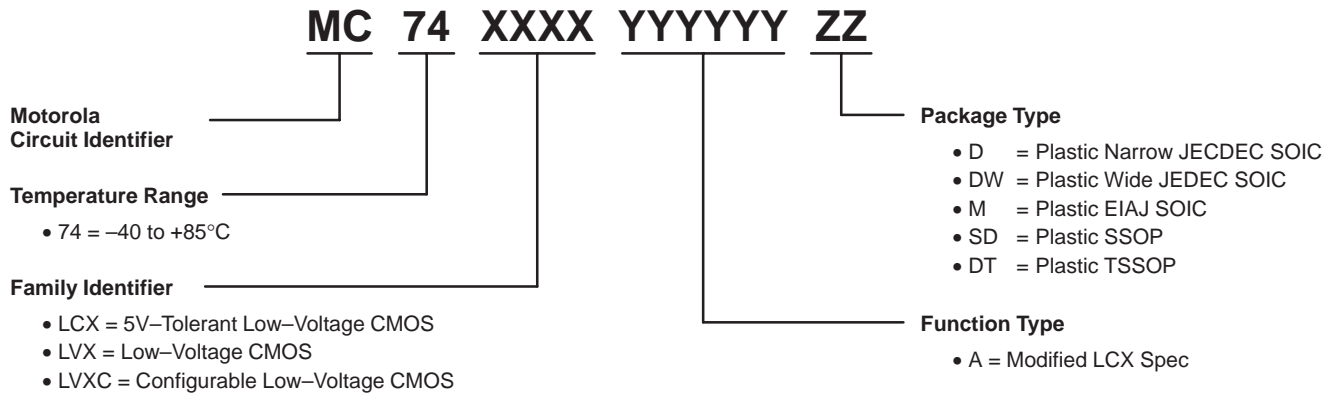 MC 74 XXXX YYYYYY ZZ
Motorola
Circuit Identifier
Temperature Range
• 74 = –40 to +85°C
Family Identifier
• LCX = 5V–Tolerant Low–Voltage CMOS
• LVX = Low–Voltage CMOS
• LVXC = Configurable Low–Voltage CMOS
Package Type
• D = Plastic Narrow JECDEC SOIC
• DW = Plastic Wide JEDEC SOIC
• M = Plastic EIAJ SOIC
• SD = Plastic SSOP
• DT = Plastic TSSOP
Function Type
• A = Modified LCX Spec